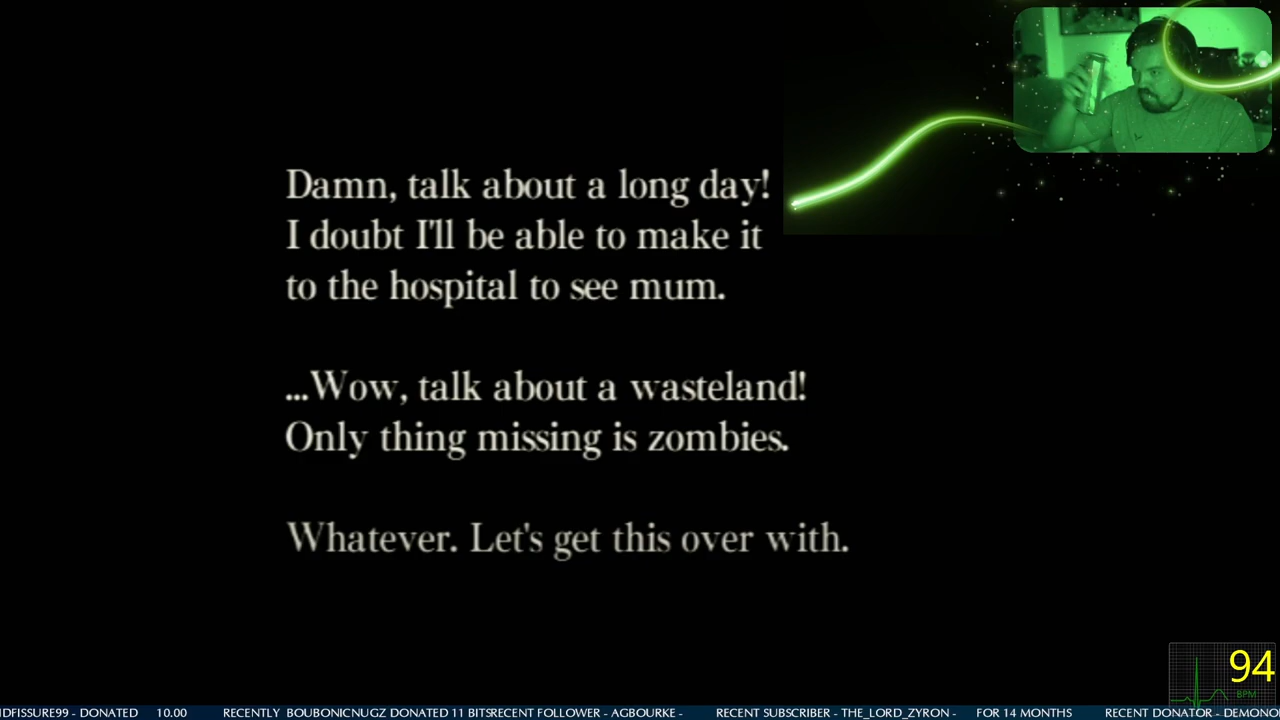 Damn, talk about a long day!
I doubt I'll be able to make it
to the hospital to see mum.
...Wow, talk about a wasteland!
Only thing missing is zombies.
Whatever. Let's get this over with.
94
BPM
IDFISSURE99 - DONATED 10.00 RECENTLY BOUBONICNUGZ DONATED 11 BITS RECENT FOLLOWER - AGBOURKE - RECENT SUBSCRIBER - THE_LORD_ZYRON - FOR 14 MONTHS RECENT DONATOR - DEMONO